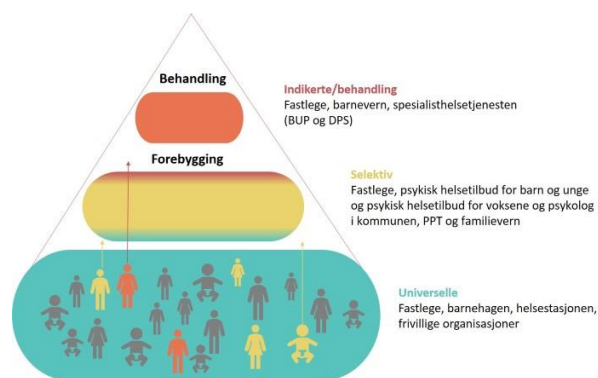 Behandling
Indikerte/behandling
Fastlege, barnevern, spesialisthelsetjenesten
(BUP og DPS)
Forebygging
Selektiv
Fastlege, psykisk helsetilbud for barn og unge
og psykisk helsetilbud for voksene og psykolog
i kommunen, PPT og familievern
Universelle
Fastlege, barnehagen, helsestasjonen,
frivillige organisasjoner